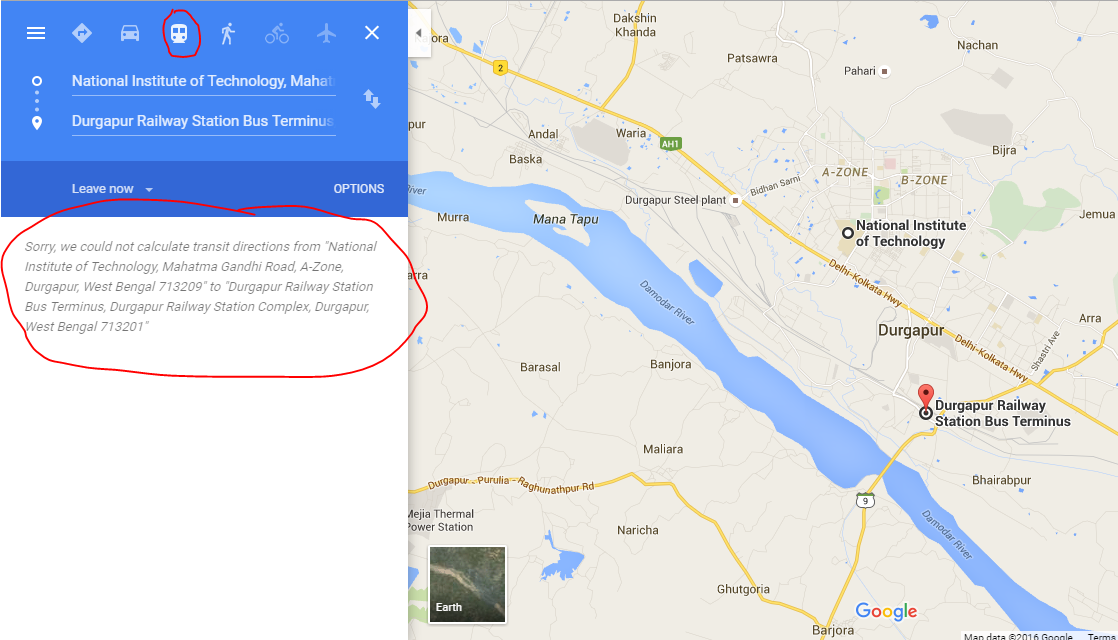 National Institute of Technology, Mahat
Durgapur Railway Station Bus Terminus
Leave now
OPTIONS
Sorry, we could not calculate transit directions from "National
Institute of Technology, Mahatma Gandhi Road, A-Zone,
Durgapur, West Bengal 713209" to "Durgapur Railway Station
Bus Terminus, Durgapur Railway Station Complex, Durgapur,
West Bengal 713201"
Dakshin
Khanda
ora
Nachan
Patsawra
Pahari
2
pur
Andal
Waria
AH1
Baska
Bijra
A-ZONE
B-ZONE
Bidhan Sarni
River
Durgapur Steel plant
Murra
Mana Tapu
Jemua
National Institute
of Technology
arra
Delhi-Kolkata Hwy
Damodar River
Arra
Durgapur
Delhi-Kolkata Hwy
Shastri Ave
Barasal
Banjora
Durgapur Railway
Station Bus Terminus
Maliara
Durgapur - Purulia - Raghunathpur Rd
Bhairabpur
9
Mejia Thermal
Power Station
Naricha
Damodar River
Earth
Ghutgoria
Google
Barjora
Map data ©2016 Google
Terms